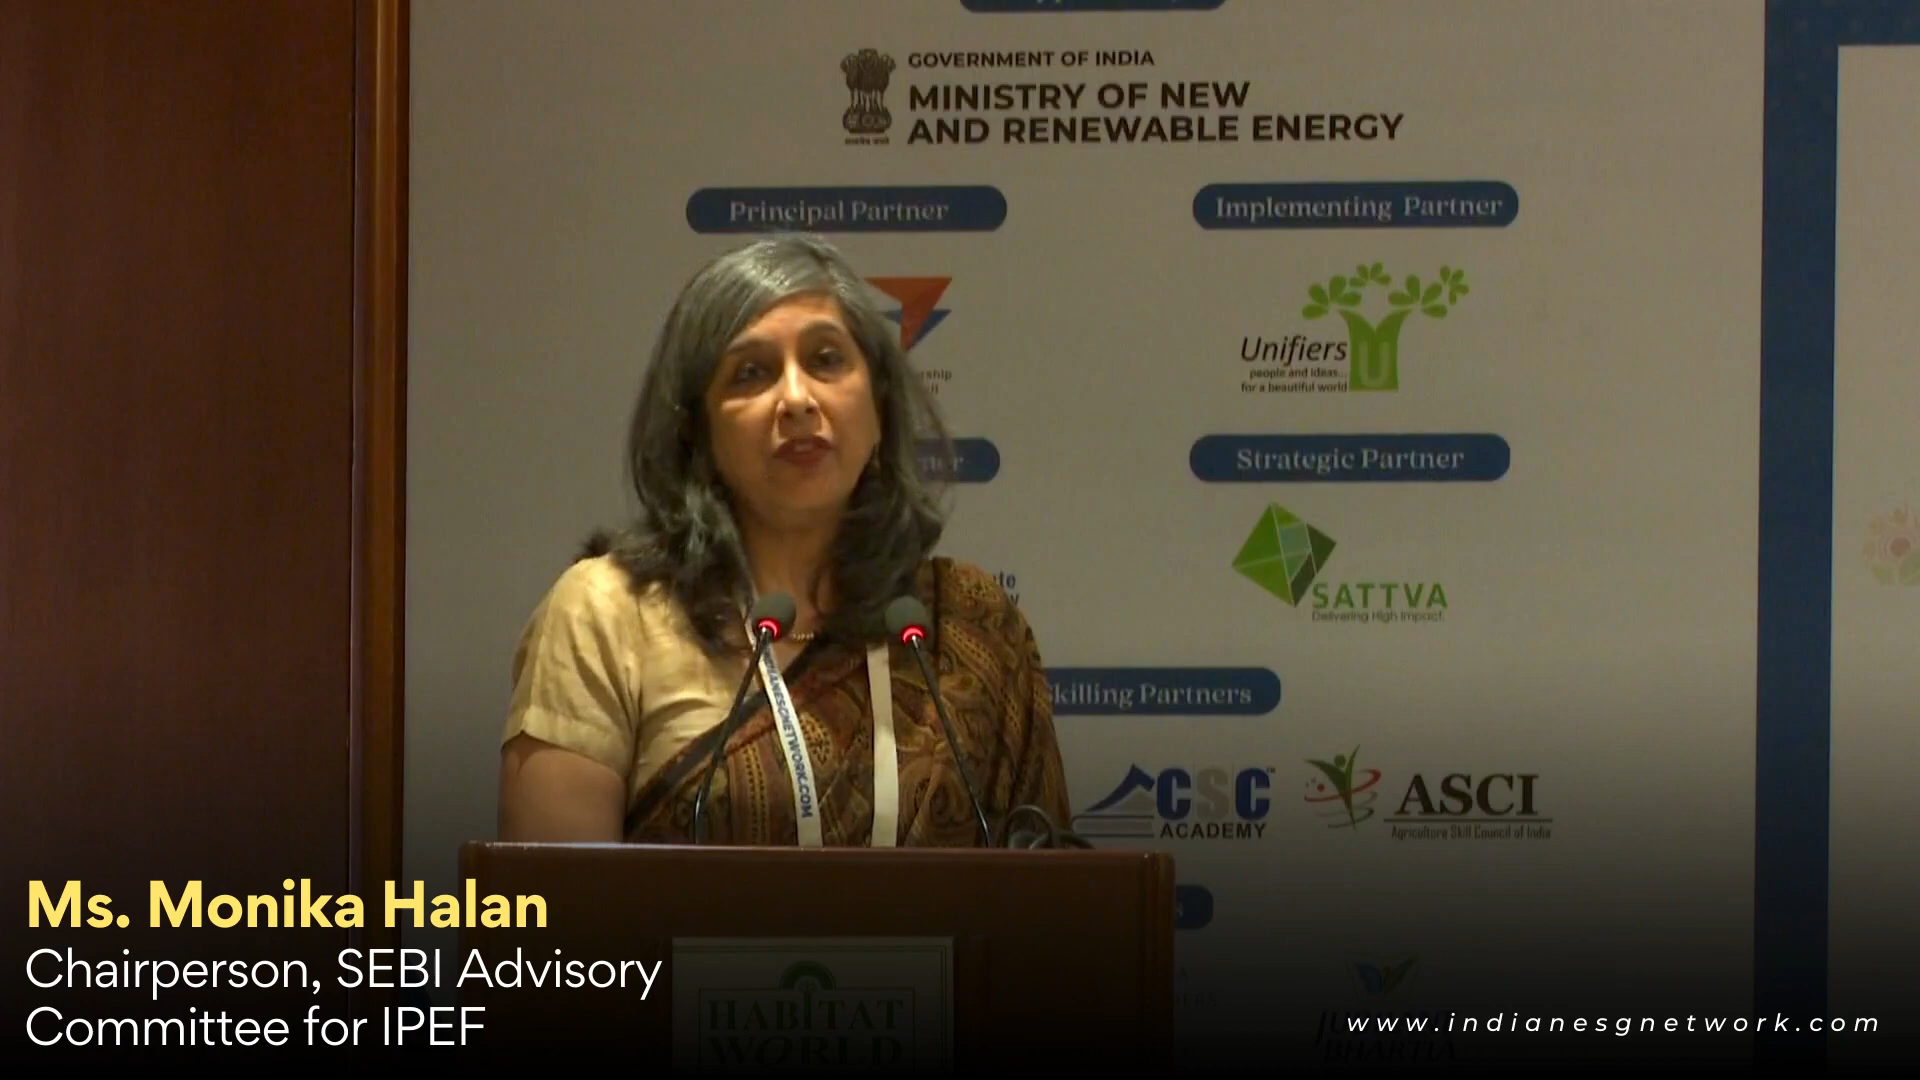 GOVERNMENT OF INDIA
MINISTRY OF NEW
AND RENEWABLE ENERGY
Principal Partner
Implementing Partner
Unifiers
people and ideas...
for a beautiful world
Strategic Partner
SATTVA
Delivering High Impact.
Skilling Partners
INDIANESGNETWORK.COM
CSC
ACADEMY
ASCI
Agriculture Skill Council of India
Ms. Monika Halan
Chairperson, SEBI Advisory
Committee for IPEF
HABITAT
WORLD
BHARTIA
www.indianesgnetwork.com